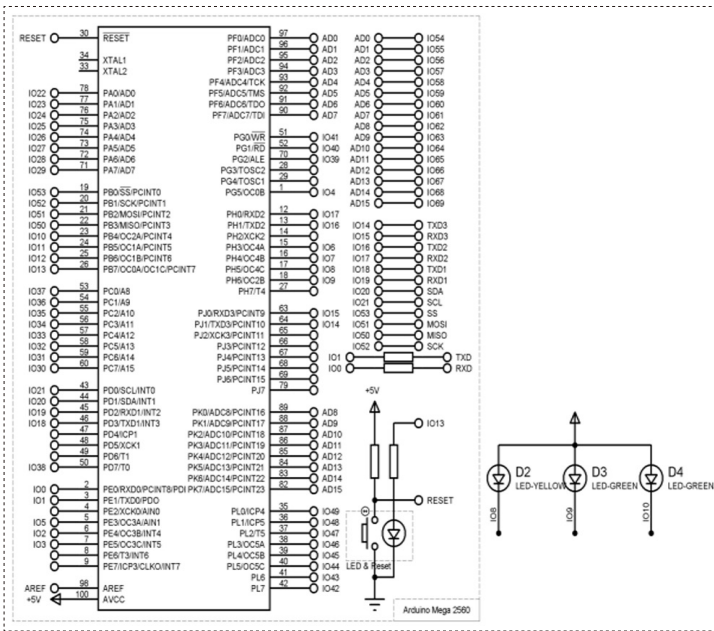 RESET 30 RESET PF0/ADC0 97 AD0 AD0 IO54
PF1/ADC1 96 AD1 AD1 IO55
34 XTAL1 PF2/ADC2 95 AD2 AD2 IO56
33 XTAL2 PF3/ADC3 94 AD3 AD3 IO57
PF4/ADC4/TCK 93 AD4 AD4 IO58
IO22 78 PA0/AD0 PF5/ADC5/TMS 92 AD5 AD5 IO59
IO23 77 PA1/AD1 PF6/ADC6/TDO 91 AD6 AD6 IO60
IO24 76 PA2/AD2 PF7/ADC7/TDI 90 AD7 AD7 IO61
IO25 75 PA3/AD3 AD8 IO62
IO26 74 PA4/AD4 PG0/WR 51 IO41 AD9 IO63
IO27 73 PA5/AD5 PG1/RD 52 IO40 AD10 IO64
IO28 72 PA6/AD6 PG2/ALE 70 IO39 AD11 IO65
IO29 71 PA7/AD7 PG3/TOSC2 28 AD12 IO66
PG4/TOSC1 29 AD13 IO67
IO53 19 PB0/SS/PCINT0 PG5/OC0B 1 IO4 AD14 IO68
IO52 20 PB1/SCK/PCINT1 AD15 IO69
IO51 21 PB2/MOSI/PCINT2 PH0/RXD2 12 IO17
IO50 22 PB3/MISO/PCINT3 PH1/TXD2 13 IO16 IO14 TXD3
IO10 23 PB4/OC2A/PCINT4 PH2/XCK2 14 IO15 RXD3
IO11 24 PB5/OC1A/PCINT5 PH3/OC4A 15 IO6 IO16 TXD2
IO12 25 PB6/OC1B/PCINT6 PH4/OC4B 16 IO7 IO17 RXD2
IO13 26 PB7/OC0A/OC1C/PCINT7 PH5/OC4C 17 IO8 IO18 TXD1
PH6/OC2B 18 IO9 IO19 RXD1
IO37 53 PC0/A8 PH7/T4 27 IO20 SDA
IO36 54 PC1/A9 IO21 SCL
IO35 55 PC2/A10 PJ0/RXD3/PCINT9 63 IO15 IO53 SS
IO34 56 PC3/A11 PJ1/TXD3/PCINT10 64 IO14 IO51 MOSI
IO33 57 PC4/A12 PJ2/XCK3/PCINT11 65 IO50 MISO
IO32 58 PC5/A13 PJ3/PCINT12 66 IO52 SCK
IO31 59 PC6/A14 PJ4/PCINT13 67 IO1 TXD
IO30 60 PC7/A15 PJ5/PCINT14 68 IO0 RXD
PJ6/PCINT15 69
IO21 43 PD0/SCL/INT0 PJ7 79
IO20 44 PD1/SDA/INT1 +5V
IO19 45 PD2/RXD1/INT2 PK0/ADC8/PCINT16 89 AD8
IO18 46 PD3/TXD1/INT3 PK1/ADC9/PCINT17 88 AD9 IO13
47 PD4/ICP1 PK2/ADC10/PCINT18 87 AD10
48 PD5/XCK1 PK3/ADC11/PCINT19 86 AD11
49 PD6/T1 PK4/ADC12/PCINT20 85 AD12
IO38 50 PD7/T0 PK5/ADC13/PCINT21 84 AD13
PK6/ADC14/PCINT22 83 AD14
IO0 2 PE0/RXD0/PCINT8/PDI PK7/ADC15/PCINT23 82 AD15
IO1 3 PE1/TXD0/PDO RESET
4 PE2/XCK0/AIN0 PL0/ICP4 35 IO49
IO5 5 PE3/OC3A/AIN1 PL1/ICP5 36 IO48
IO2 6 PE4/OC3B/INT4 PL2/T5 37 IO47
IO3 7 PE5/OC3C/INT5 PL3/OC5A 38 IO46
8 PE6/T3/INT6 PL4/OC5B 39 IO45
9 PE7/ICP3/CLKO/INT7 PL5/OC5C 40 IO44 LED & Reset
PL6 41 IO43
AREF 98 AREF PL7 42 IO42
+5V 100 AVCC
Arduino Mega 2560
D2 D3 D4
LED-YELLOW LED-GREEN LED-GREEN
IO8 IO9 IO10